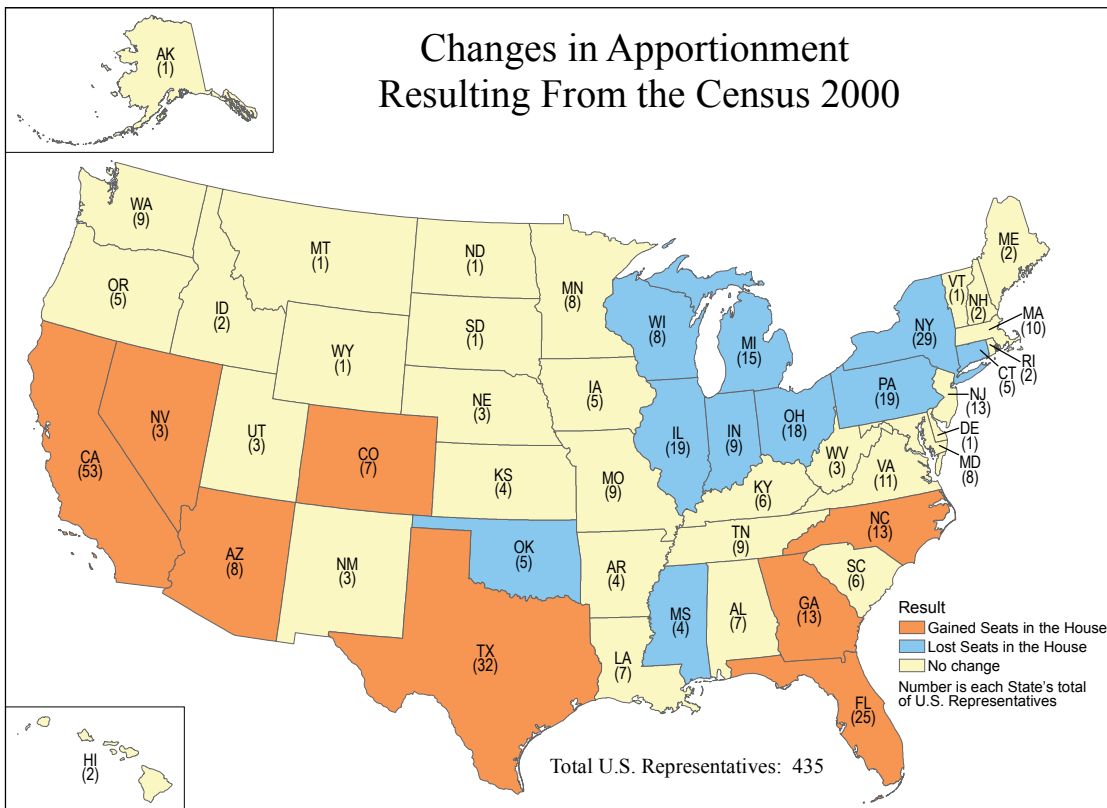 Changes in Apportionment
Resulting From the Census 2000
AK
(1)
WA
(9)
MT
(1)
ND
(1)
MN
(8)
ME
(2)
VT
(1)
NH
(2)
OR
(5)
ID
(2)
SD
(1)
WI
(8)
MI
(15)
NY
(29)
MA
(10)
RI
(2)
CT
(5)
WY
(1)
IA
(5)
NE
(3)
PA
(19)
NJ
(13)
NV
(3)
UT
(3)
CA
(53)
CO
(7)
IL
(19)
IN
(9)
OH
(18)
DE
(1)
MD
(8)
WV
(3)
VA
(11)
KS
(4)
MO
(9)
KY
(6)
NC
(13)
TN
(9)
AZ
(8)
NM
(3)
OK
(5)
AR
(4)
SC
(6)
MS
(4)
AL
(7)
GA
(13)
TX
(32)
LA
(7)
FL
(25)
HI
(2)
Result
Gained Seats in the House
Lost Seats in the House
No change
Number is each State's total
of U.S. Representatives
Total U.S. Representatives: 435